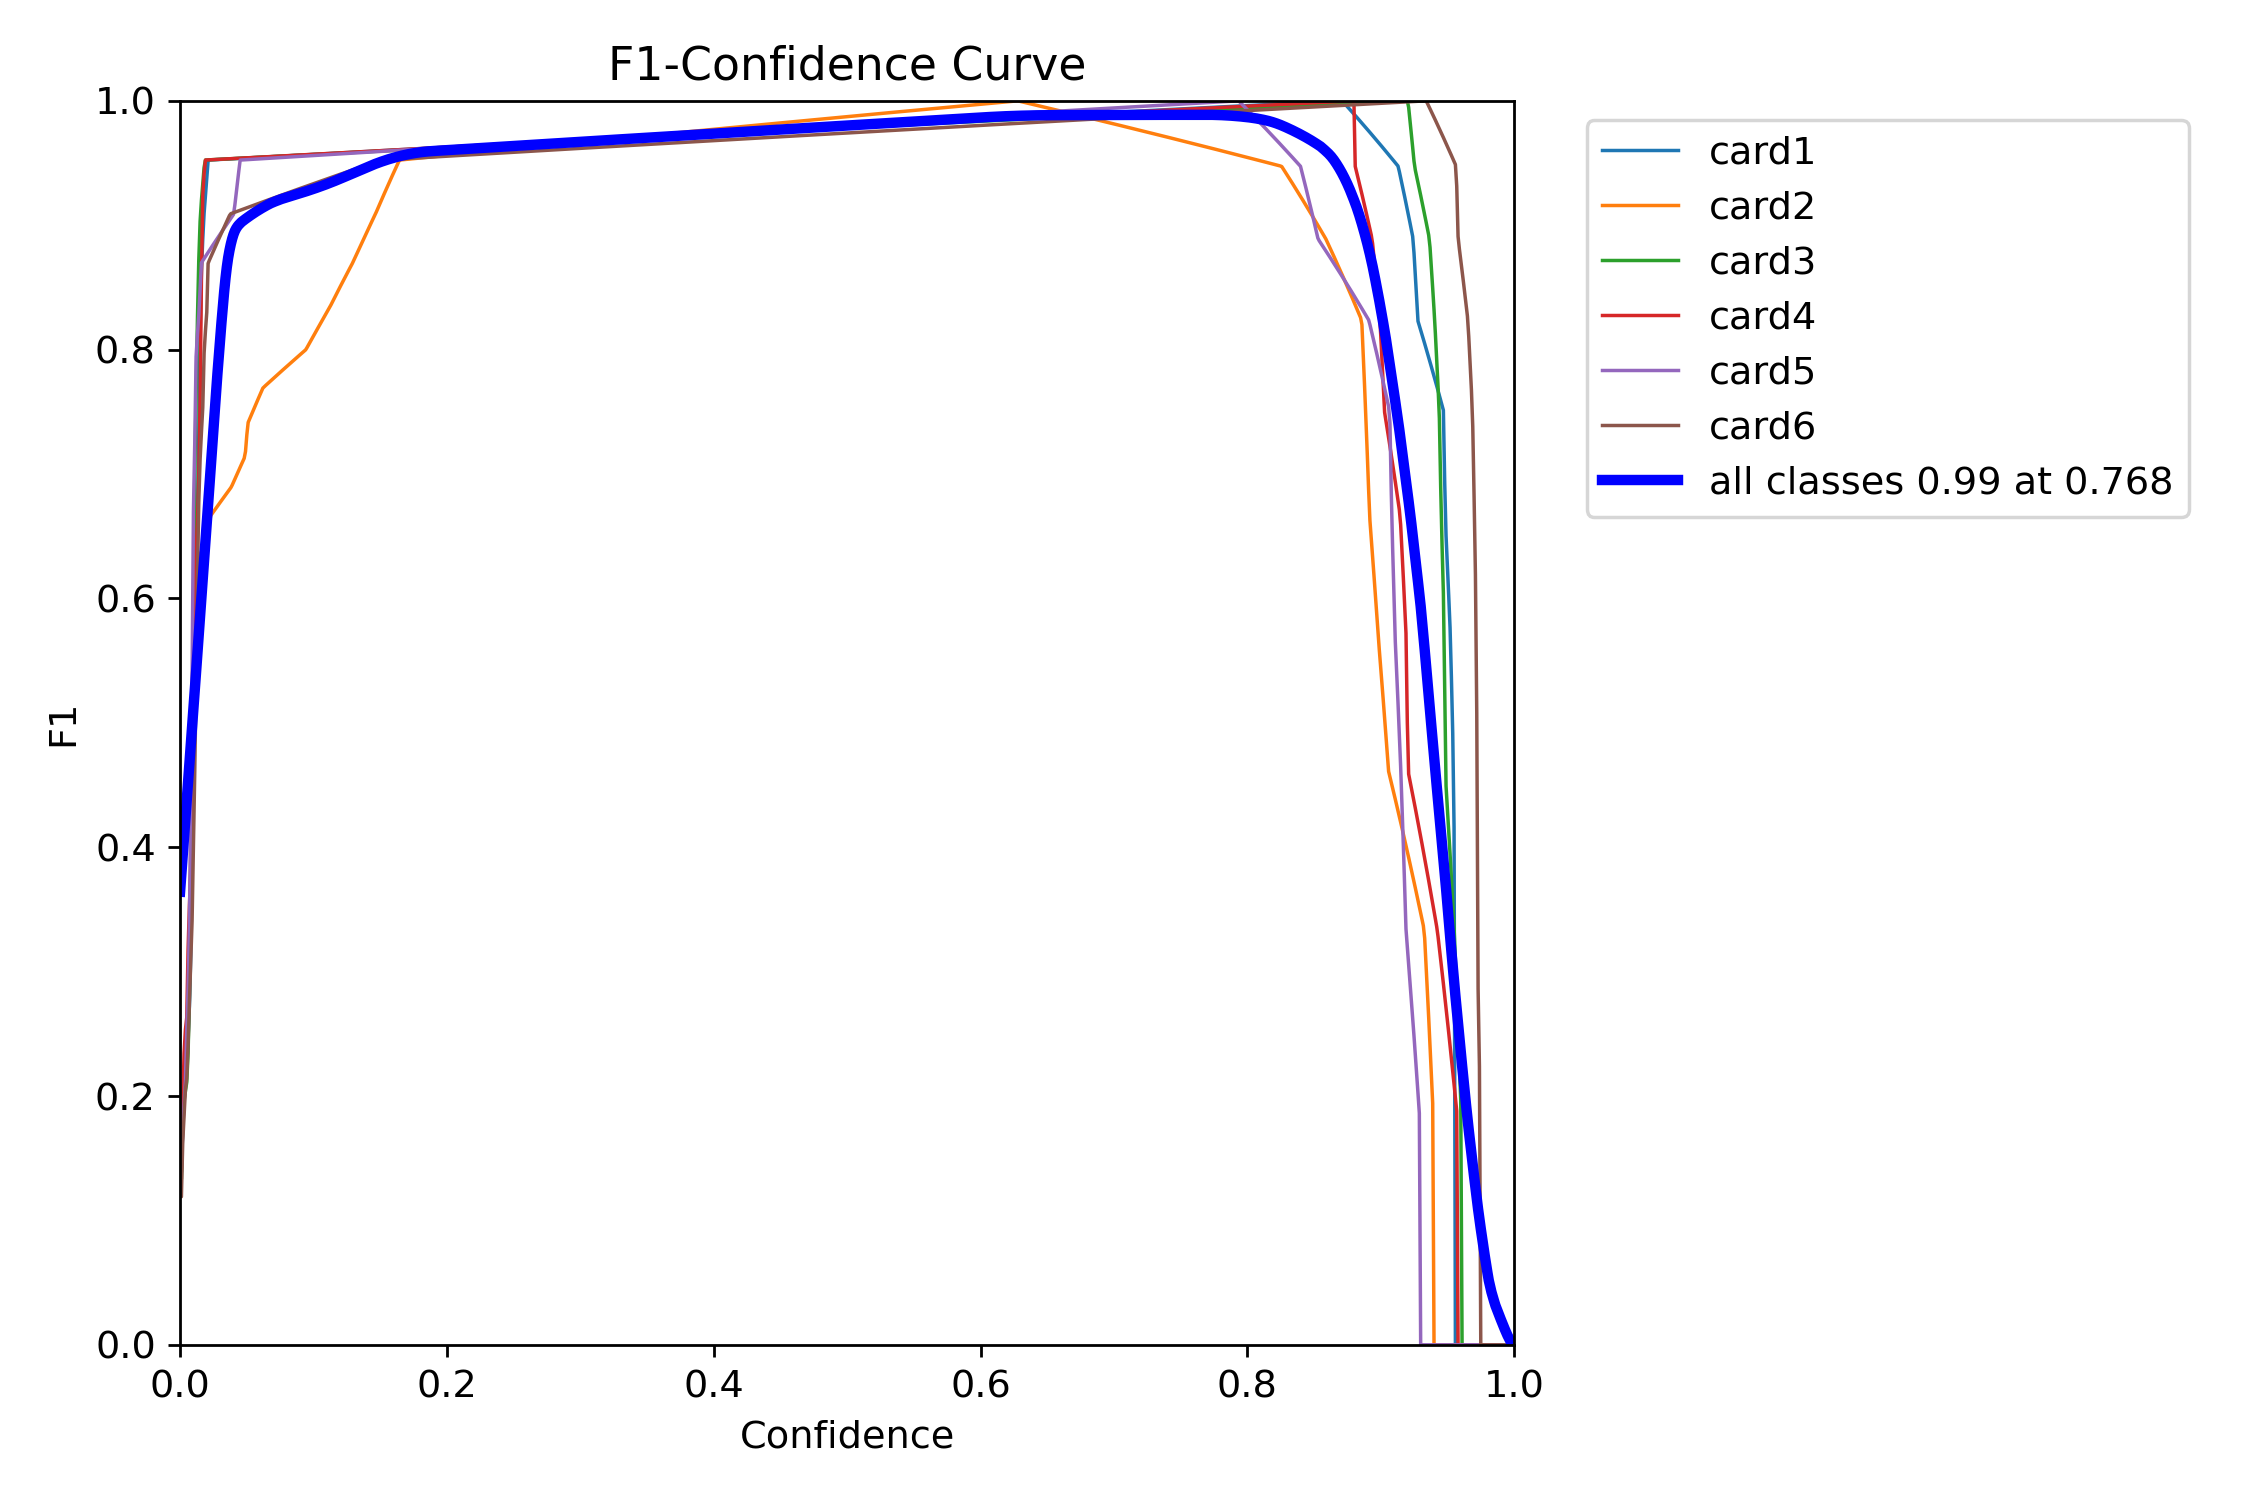 F1-Confidence Curve
1.0
0.8
0.6
0.4
0.2
0.0
F1
0.0 0.2 0.4 0.6 0.8 1.0
Confidence
card1
card2
card3
card4
card5
card6
all classes 0.99 at 0.768